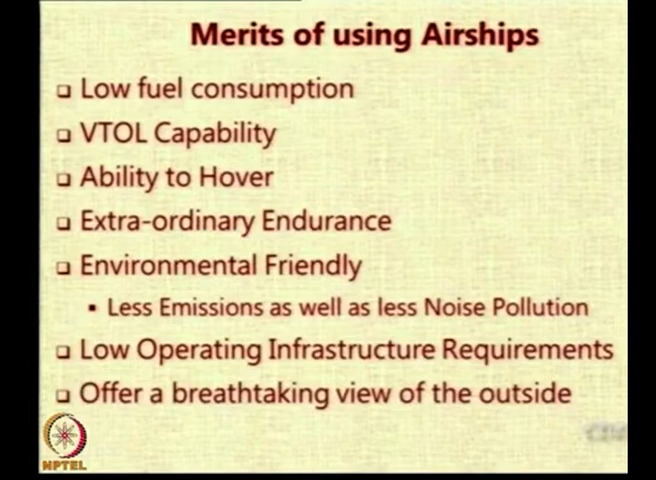 Merits of using Airships
Low fuel consumption
VTOL Capability
Ability to Hover
Extra-ordinary Endurance
Environmental Friendly
Less Emissions as well as less Noise Pollution
Low Operating Infrastructure Requirements
Offer a breathtaking view of the outside
NPTEL